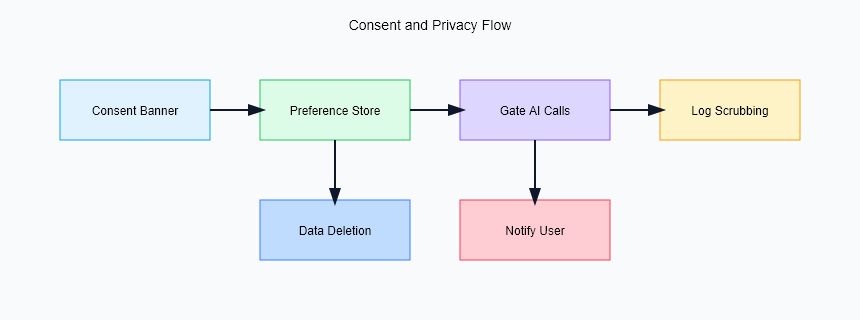 Consent and Privacy Flow
Consent Banner
Preference Store
Gate AI Calls
Log Scrubbing
Data Deletion
Notify User